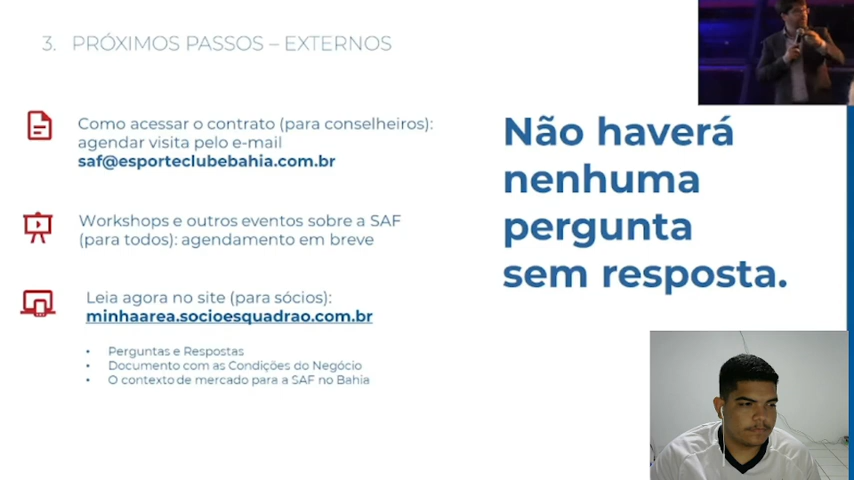 3. PRÓXIMOS PASSOS – EXTERNOS
Como acessar o contrato (para conselheiros):
agendar visita pelo e-mail
saf@esporteclubebahia.com.br
Workshops e outros eventos sobre a SAF
(para todos): agendamento em breve
Leia agora no site (para sócios):
minhaarea.socioesquadrao.com.br
• Perguntas e Respostas
• Documento com as Condições do Negócio
• O contexto de mercado para a SAF no Bahia
Não haverá
nenhuma
pergunta
sem resposta.